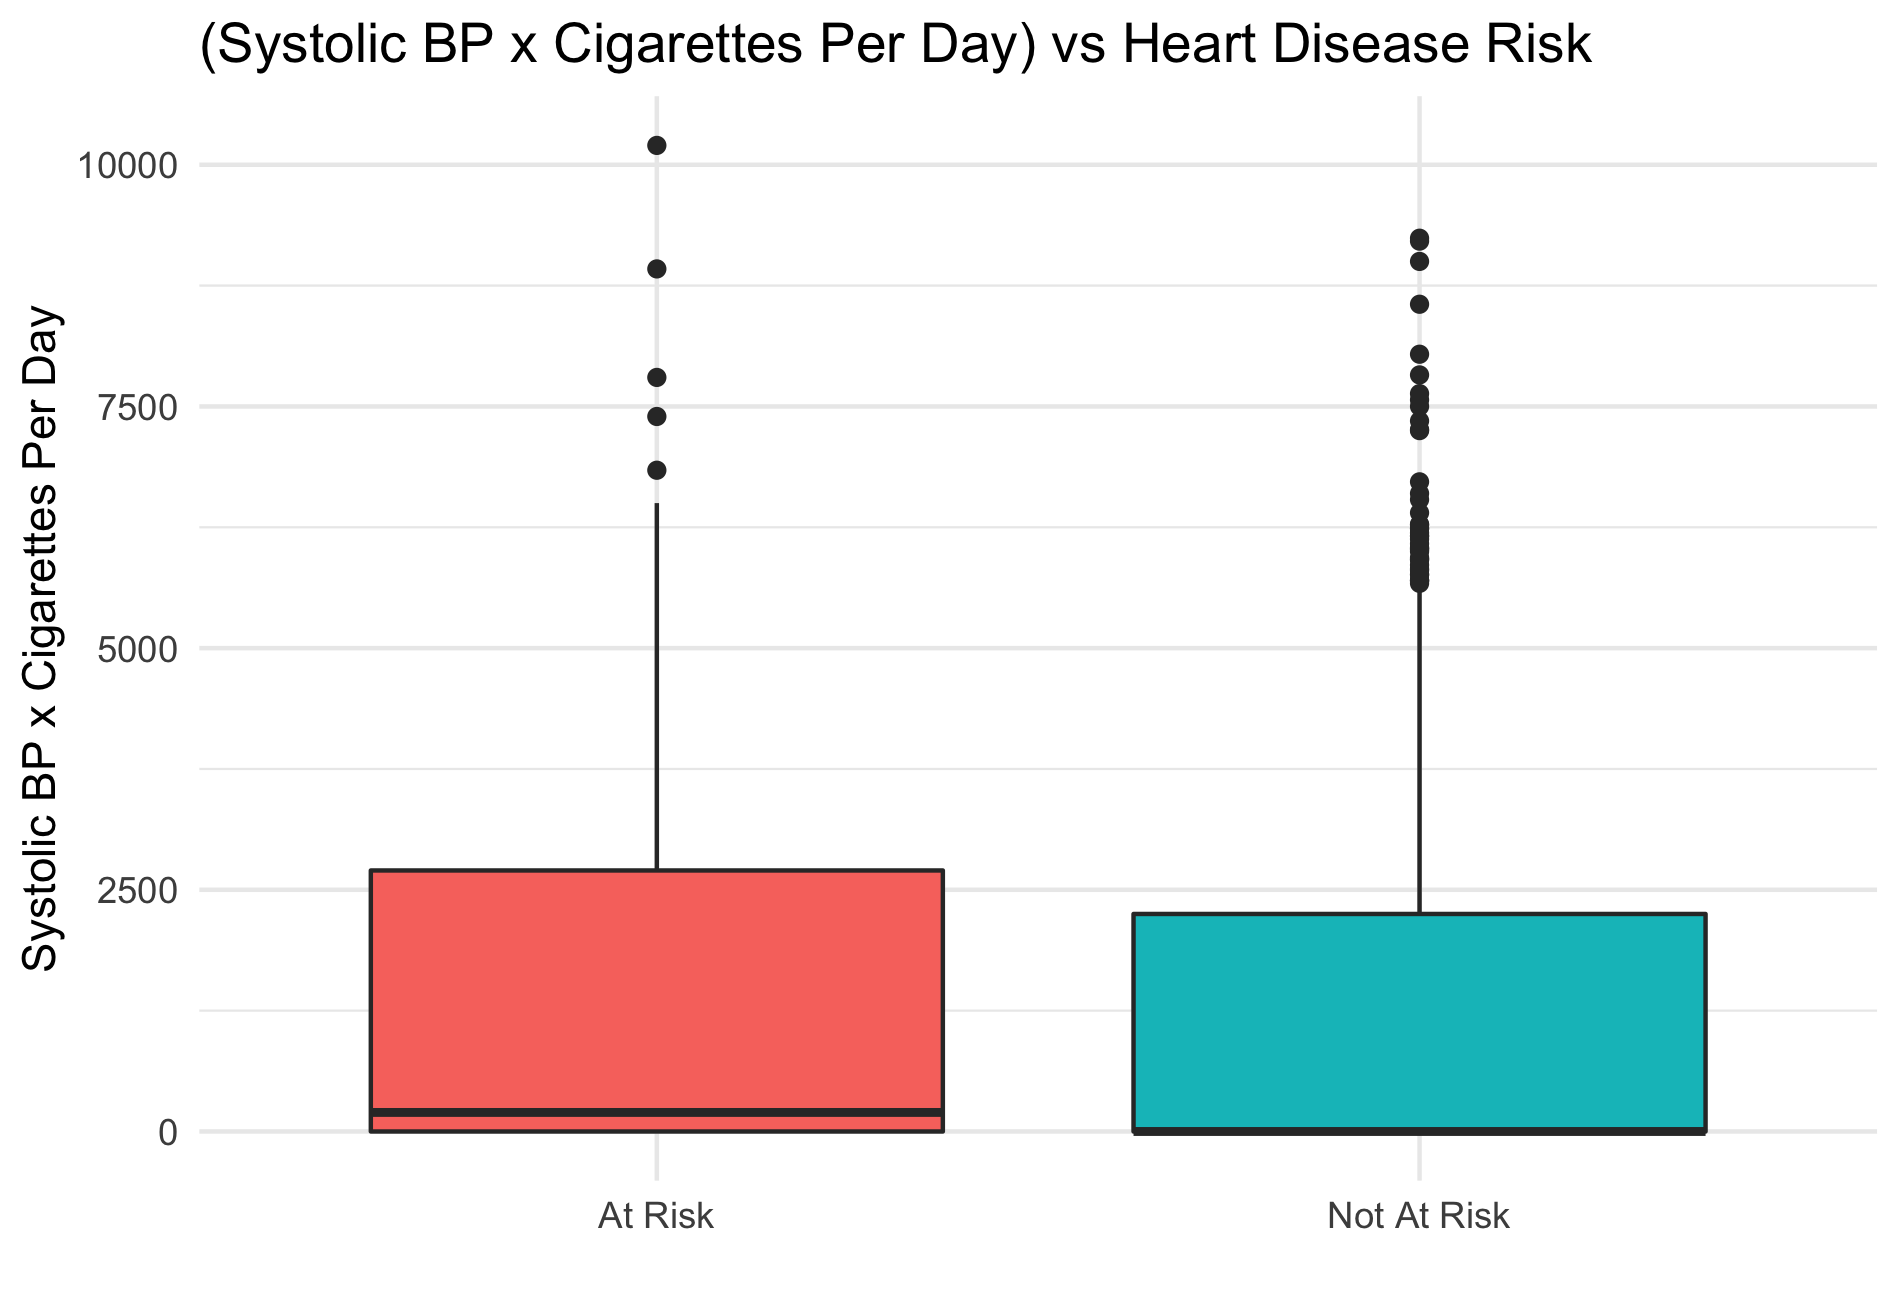 (Systolic BP x Cigarettes Per Day) vs Heart Disease Risk
Systolic BP x Cigarettes Per Day
10000
7500
5000
2500
0
At Risk
Not At Risk